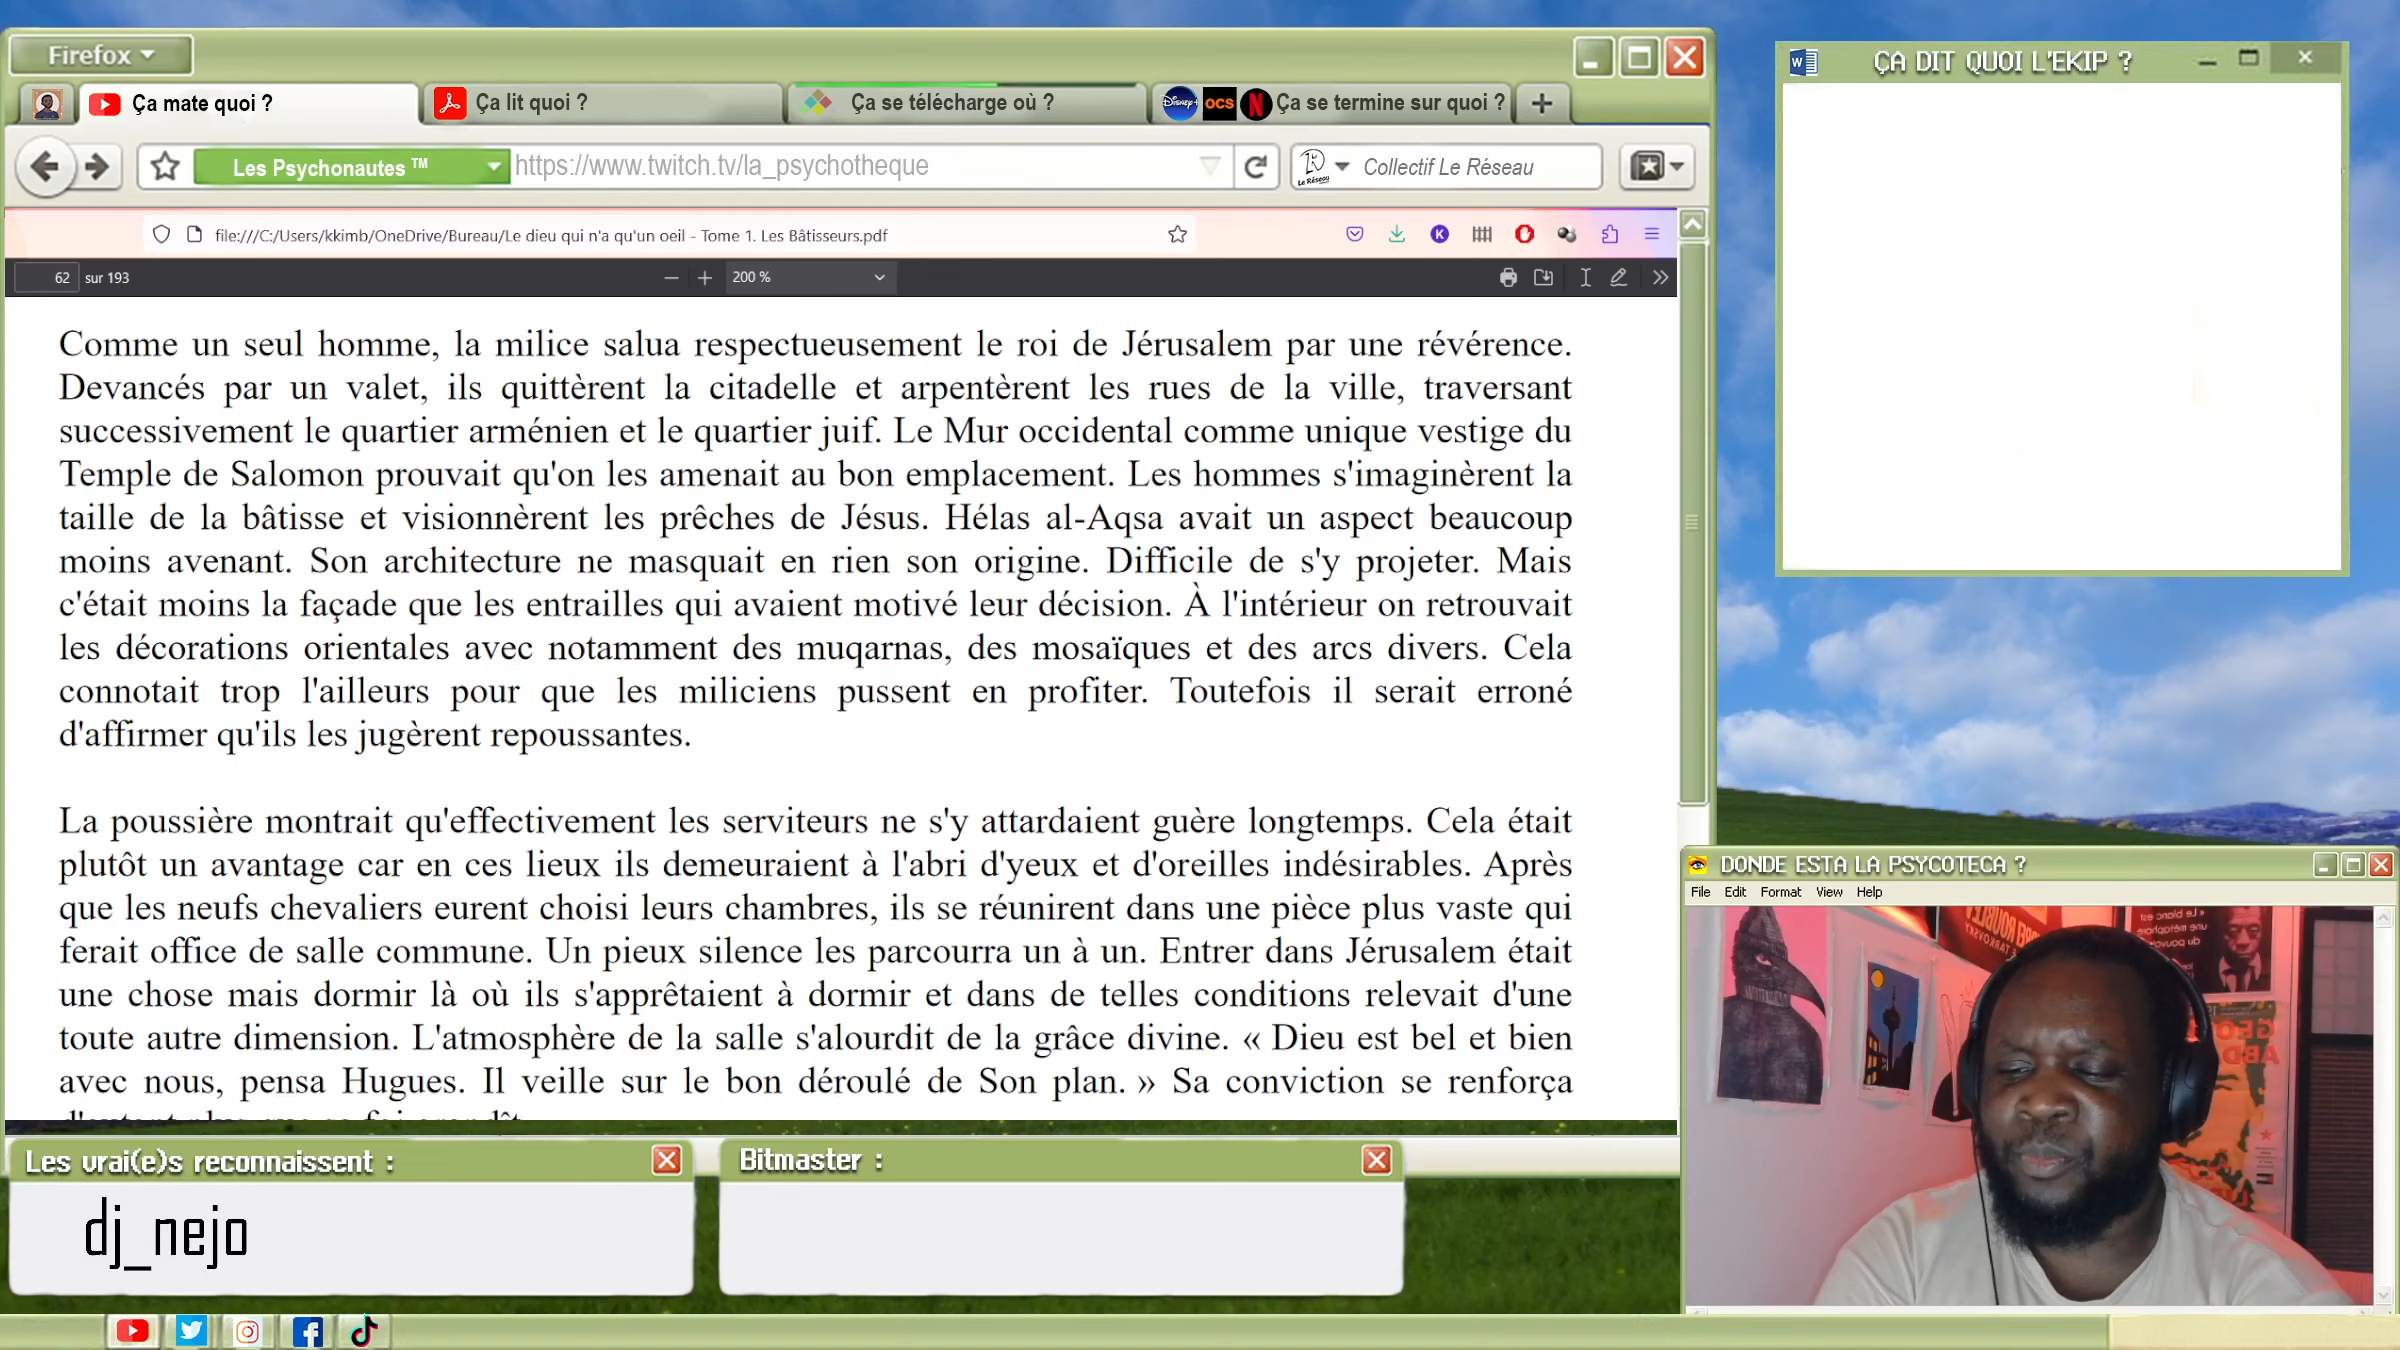 Firefox
Ça mate quoi ?
Ça lit quoi ?
Ça se télécharge où ?
Disney+ OCS N Ça se termine sur quoi ?
Les Psychonautes ™
https://www.twitch.tv/la_psychotheque
Le Réseau
Collectif Le Réseau
file:///C:/Users/kkimb/OneDrive/Bureau/Le dieu qui n'a qu'un oeil - Tome 1. Les Bâtisseurs.pdf
K
62 sur 193
200 %
Comme un seul homme, la milice salua respectueusement le roi de Jérusalem par une révérence.
Devancés par un valet, ils quittèrent la citadelle et arpentèrent les rues de la ville, traversant
successivement le quartier arménien et le quartier juif. Le Mur occidental comme unique vestige du
Temple de Salomon prouvait qu'on les amenait au bon emplacement. Les hommes s'imaginèrent la
taille de la bâtisse et visionnèrent les prêches de Jésus. Hélas al-Aqsa avait un aspect beaucoup
moins avenant. Son architecture ne masquait en rien son origine. Difficile de s'y projeter. Mais
c'était moins la façade que les entrailles qui avaient motivé leur décision. À l'intérieur on retrouvait
les décorations orientales avec notamment des muqarnas, des mosaïques et des arcs divers. Cela
connotait trop l'ailleurs pour que les miliciens pussent en profiter. Toutefois il serait erroné
d'affirmer qu'ils les jugèrent repoussantes.
La poussière montrait qu'effectivement les serviteurs ne s'y attardaient guère longtemps. Cela était
plutôt un avantage car en ces lieux ils demeuraient à l'abri d'yeux et d'oreilles indésirables. Après
que les neufs chevaliers eurent choisi leurs chambres, ils se réunirent dans une pièce plus vaste qui
ferait office de salle commune. Un pieux silence les parcourra un à un. Entrer dans Jérusalem était
une chose mais dormir là où ils s'apprêtaient à dormir et dans de telles conditions relevait d'une
toute autre dimension. L'atmosphère de la salle s'alourdit de la grâce divine. « Dieu est bel et bien
avec nous, pensa Hugues. Il veille sur le bon déroulé de Son plan. » Sa conviction se renforça
Les vrai(e)s reconnaissent :
dj_nejo
Bitmaster :
W ÇA DIT QUOI L'EKIP ?
DONDE ESTA LA PSYCOTECA ?
File Edit Format View Help
« Le blanc est
une métaphore
du pouvoir
TARKOVSKY